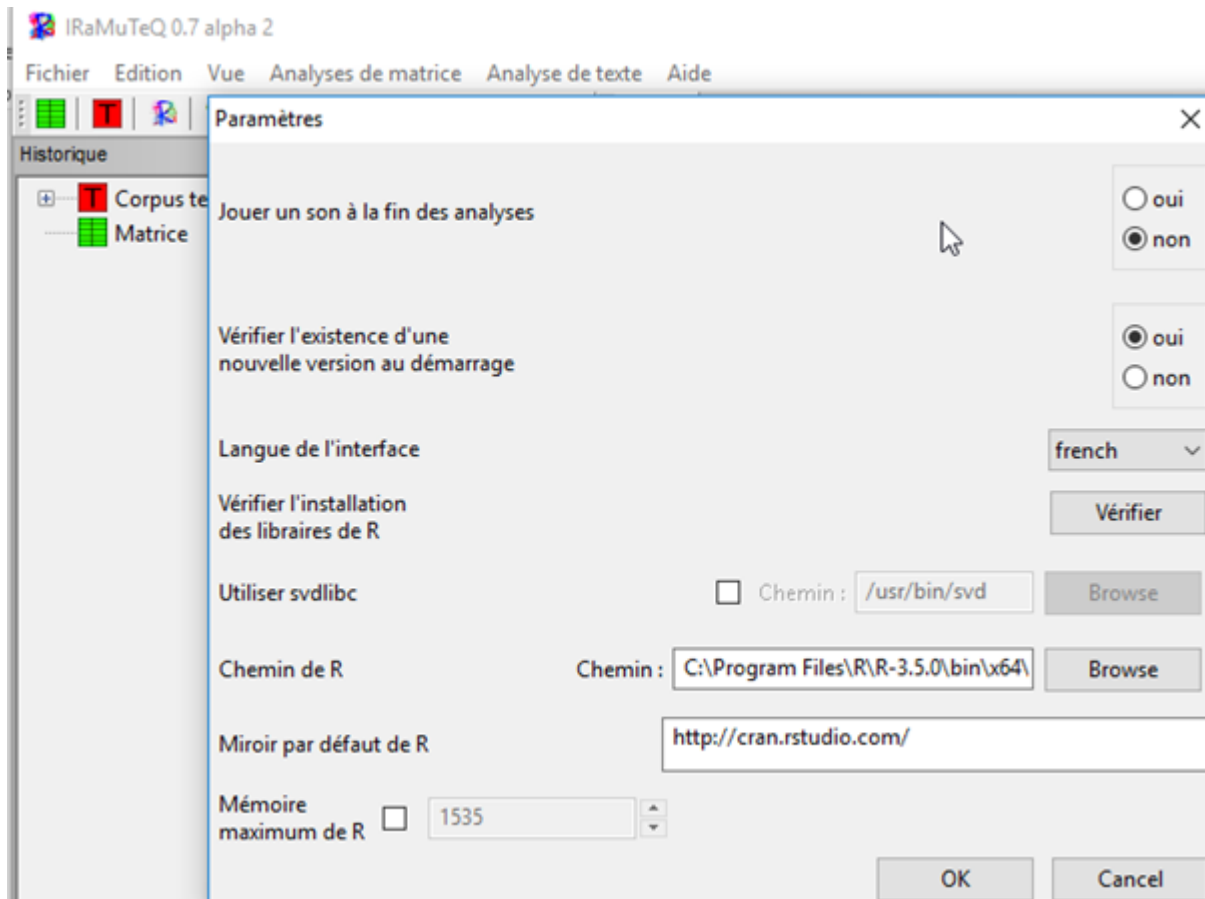 IRaMuTeQ 0.7 alpha 2
Fichier Edition Vue Analyses de matrice Analyse de texte Aide
T
Paramètres
Historique
T Corpus te
Matrice
Jouer un son à la fin des analyses
oui
non
Vérifier l'existence d'une
nouvelle version au démarrage
oui
non
Langue de l'interface french
Vérifier l'installation
des libraires de R
Vérifier
Utiliser svdlibc Chemin : /usr/bin/svd Browse
Chemin de R Chemin : C:\Program Files\R\R-3.5.0\bin\x64\ Browse
Miroir par défaut de R http://cran.rstudio.com/
Mémoire
maximum de R 1535
OK Cancel